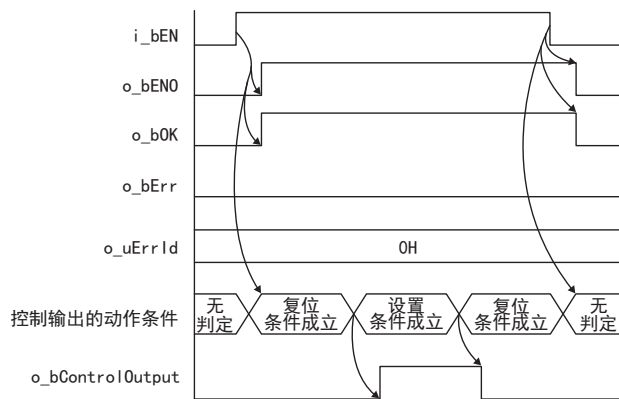 i_bEN
o_bENO
o_bOK
o_bErr
o_uErrId
0H
控制输出的动作条件
无
判定
复位
条件成立
设置
条件成立
复位
条件成立
无
判定
o_bControlOutput